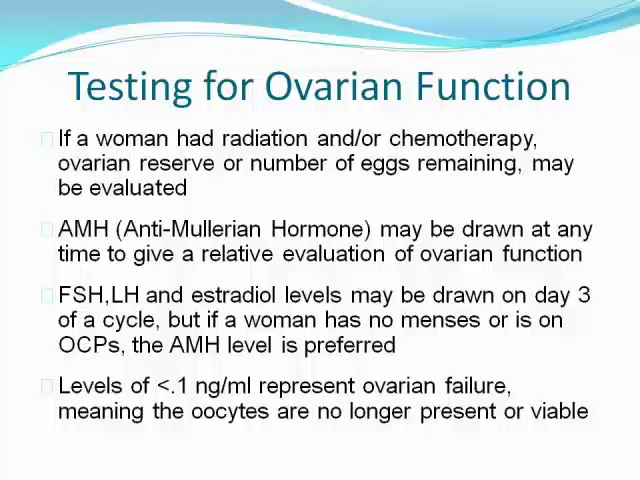 Testing for Ovarian Function
If a woman had radiation and/or chemotherapy,
ovarian reserve or number of eggs remaining, may
be evaluated
AMH (Anti-Mullerian Hormone) may be drawn at any
time to give a relative evaluation of ovarian function
FSH,LH and estradiol levels may be drawn on day 3
of a cycle, but if a woman has no menses or is on
OCPs, the AMH level is preferred
Levels of <.1 ng/ml represent ovarian failure,
meaning the oocytes are no longer present or viable